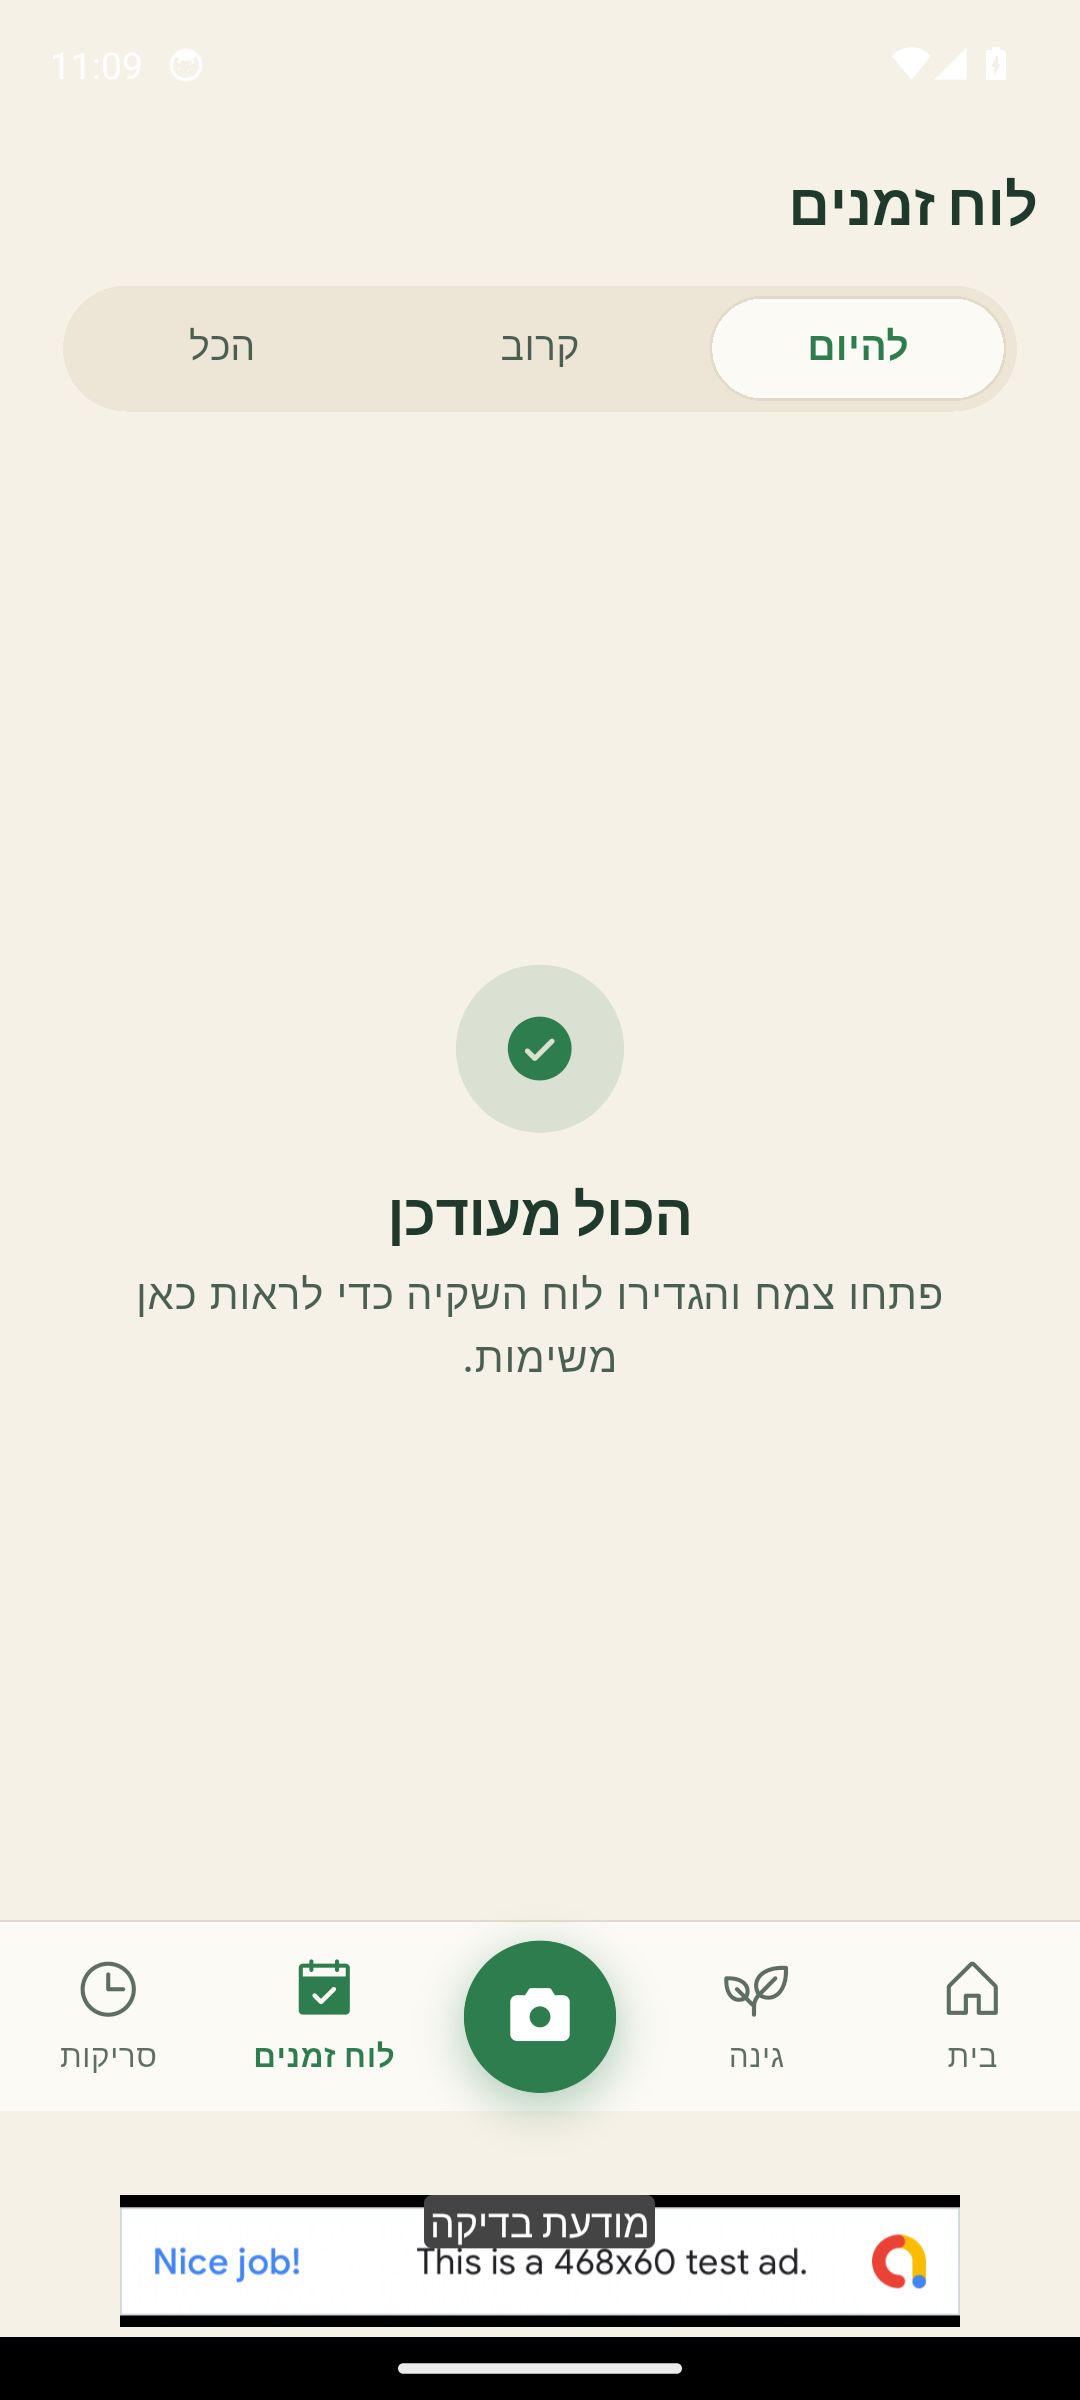 11:09
לוח זמנים
להיום
קרוב
הכל
הכול מעודכן
פתחו צמח והגדירו לוח השקיה כדי לראות כאן
משימות.
בית
גינה
לוח זמנים
סריקות
מודעת בדיקה
Nice job!
This is a 468x60 test ad.